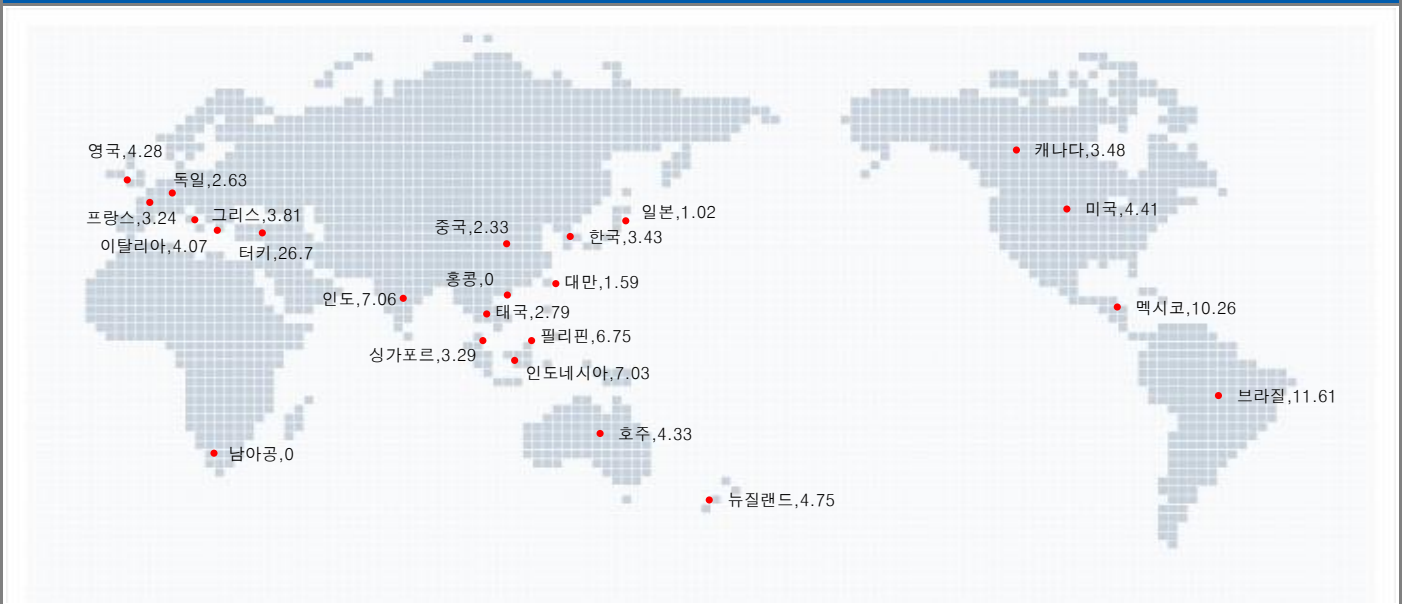 영국,4.28
캐나다,3.48
독일,2.63
미국,4.41
일본,1.02
프랑스,3.24
그리스,3.81
중국,2.33
한국,3.43
이탈리아,4.07
터키,26.7
홍콩,0
대만,1.59
인도,7.06
멕시코,10.26
태국,2.79
필리핀,6.75
싱가포르,3.29
인도네시아,7.03
브라질,11.61
호주,4.33
남아공,0
뉴질랜드,4.75